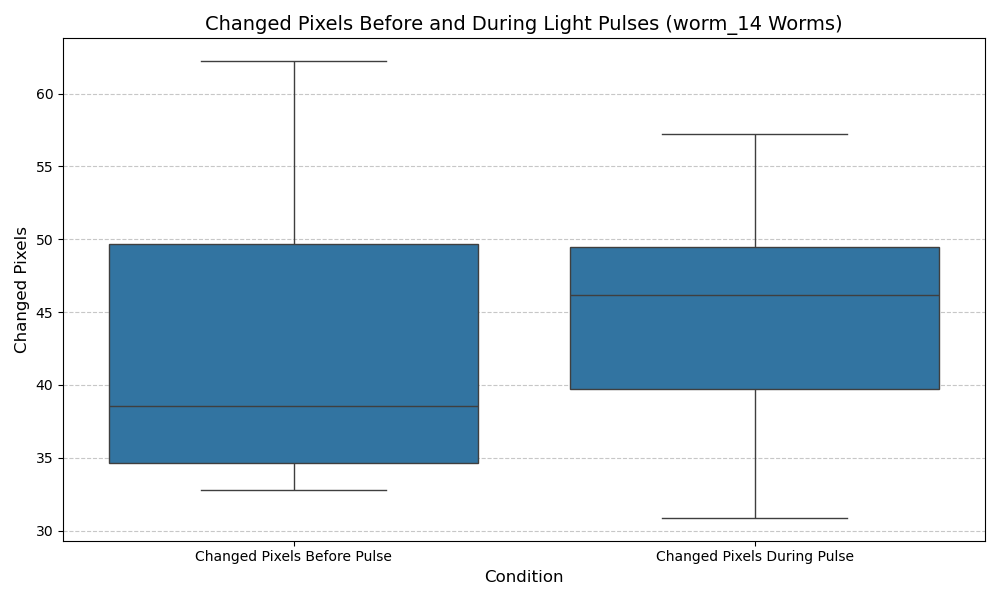 Changed Pixels Before and During Light Pulses (worm_14 Worms)
Changed Pixels
60
55
50
45
40
35
30
Changed Pixels Before Pulse
Changed Pixels During Pulse
Condition